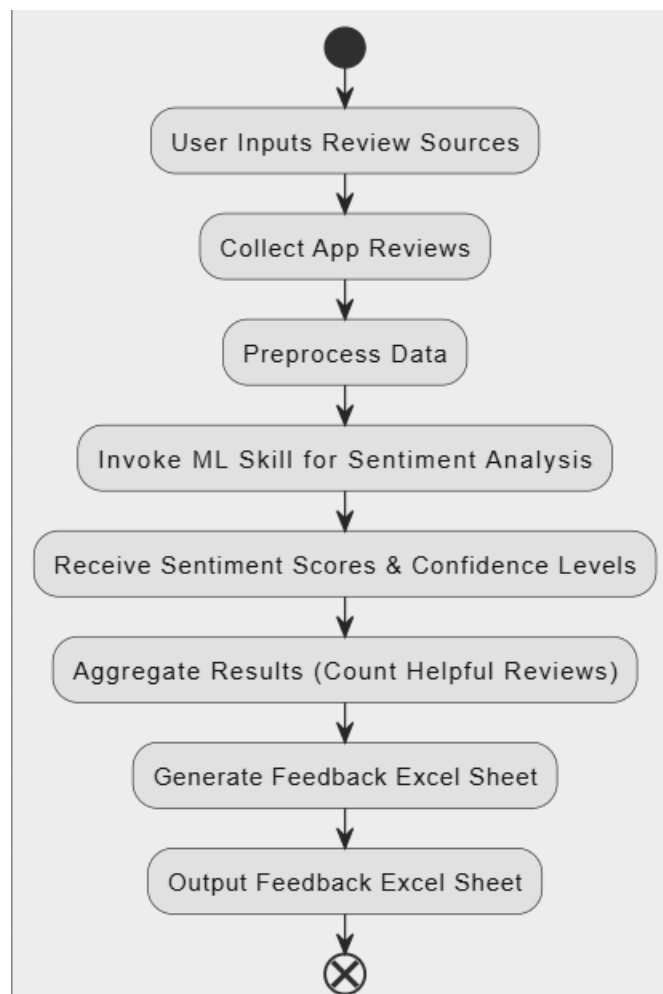 User Inputs Review Sources
Collect App Reviews
Preprocess Data
Invoke ML Skill for Sentiment Analysis
Receive Sentiment Scores & Confidence Levels
Aggregate Results (Count Helpful Reviews)
Generate Feedback Excel Sheet
Output Feedback Excel Sheet